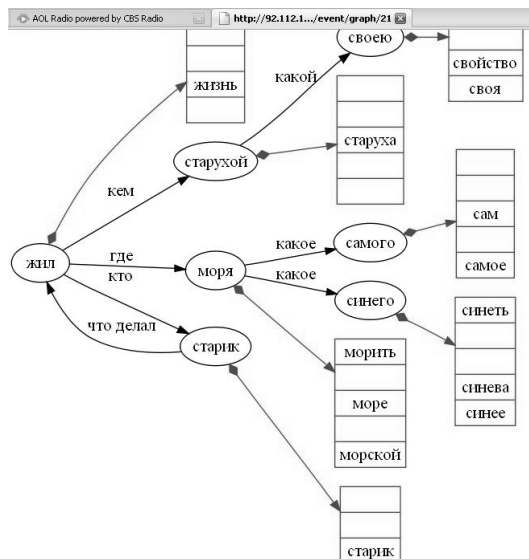 AOL Radio powered by CBS Radio
http://92.112.1.../event/graph/21
своею
свойство
своя
какой
жизнь
старухой
старуха
кем
сам
самое
самого
какое
жил
где
кто
моря
какое
синего
синеть
синева
синее
что делал
старик
морить
море
морской
старик